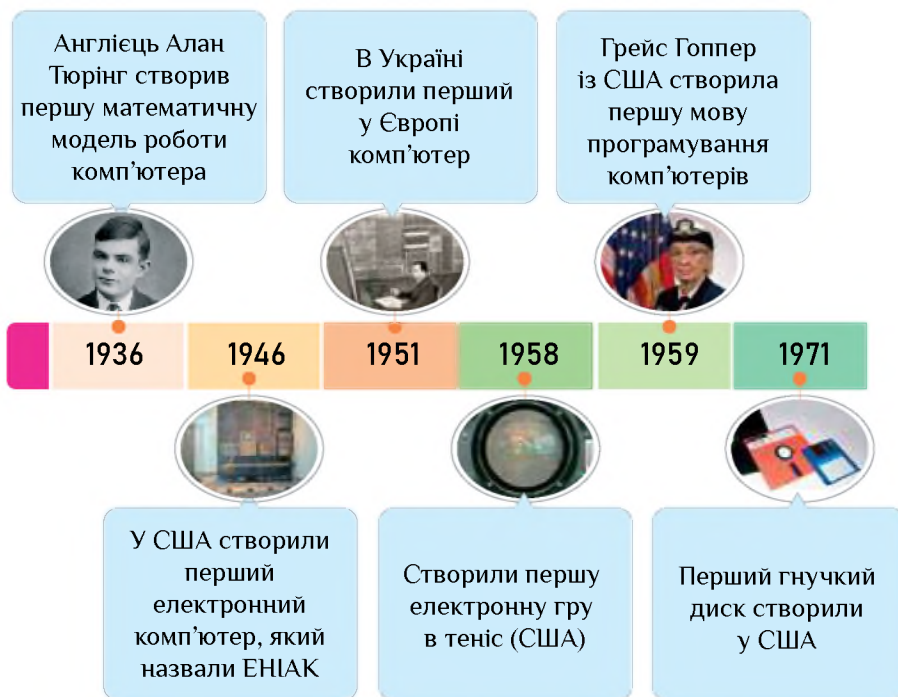 Англієць Алан
Тюрінг створив
першу математичну
модель роботи
комп’ютера
В Україні
створили перший
у Європі
комп’ютер
Грейс Гоппер
із США створила
першу мову
програмування
комп’ютерів
1936
1946
1951
1958
1959
1971
У США створили
перший
електронний
комп’ютер, який
назвали ЕНІАК
Створили першу
електронну гру
в теніс (США)
Перший гнучкий
диск створили
у США